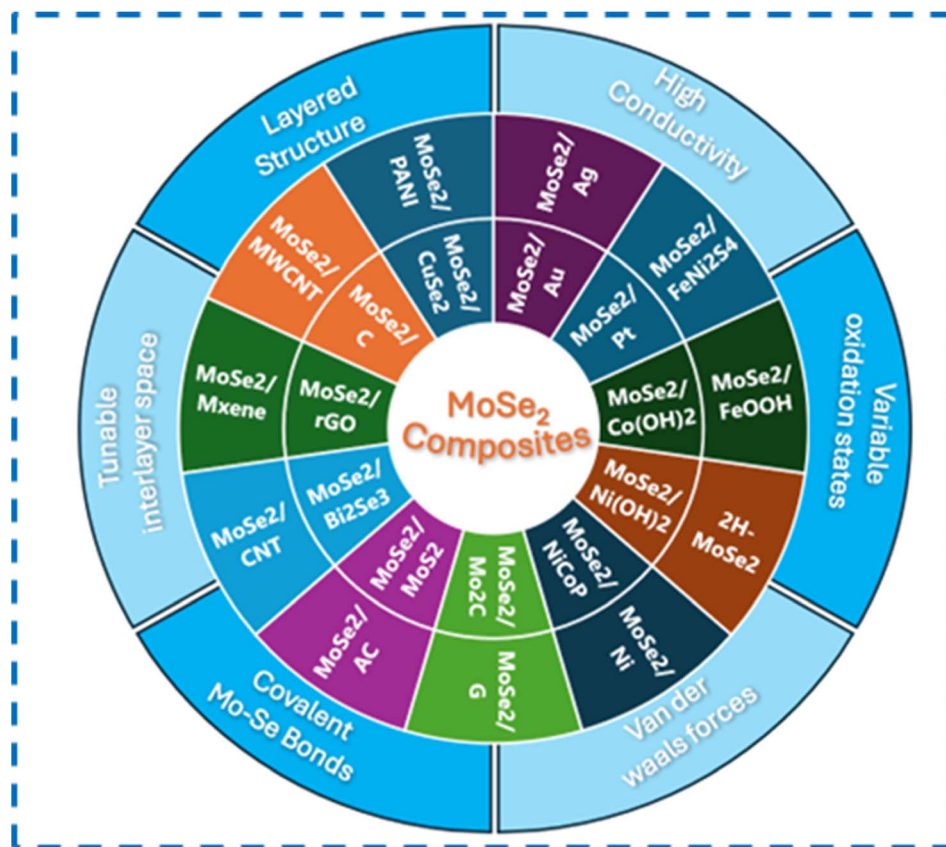 Layered
Structure
High
Conductivity
Variable
oxidation states
Van der
waals forces
Covalent
Mo-Se Bonds
Tunable
interlayer space
MoSe2/
PANI
MoSe2/
Ag
MoSe2/
FeNi2S4
MoSe2/
FeOOH
2H-
MoSe2
MoSe2/
Ni
MoSe2/
G
MoSe2/
AC
MoSe2/
CNT
MoSe2/
Mxene
MoSe2/
MWCNT
MoSe2/
CuSe2
MoSe2/
Au
MoSe2/
Pt
MoSe2/
Co(OH)2
MoSe2/
Ni(OH)2
MoSe2/
NiCoP
MoSe2/
Mo2C
MoSe2/
MoS2
MoSe2/
Bi2Se3
MoSe2/
rGO
MoSe2/
C
MoSe₂
Composites